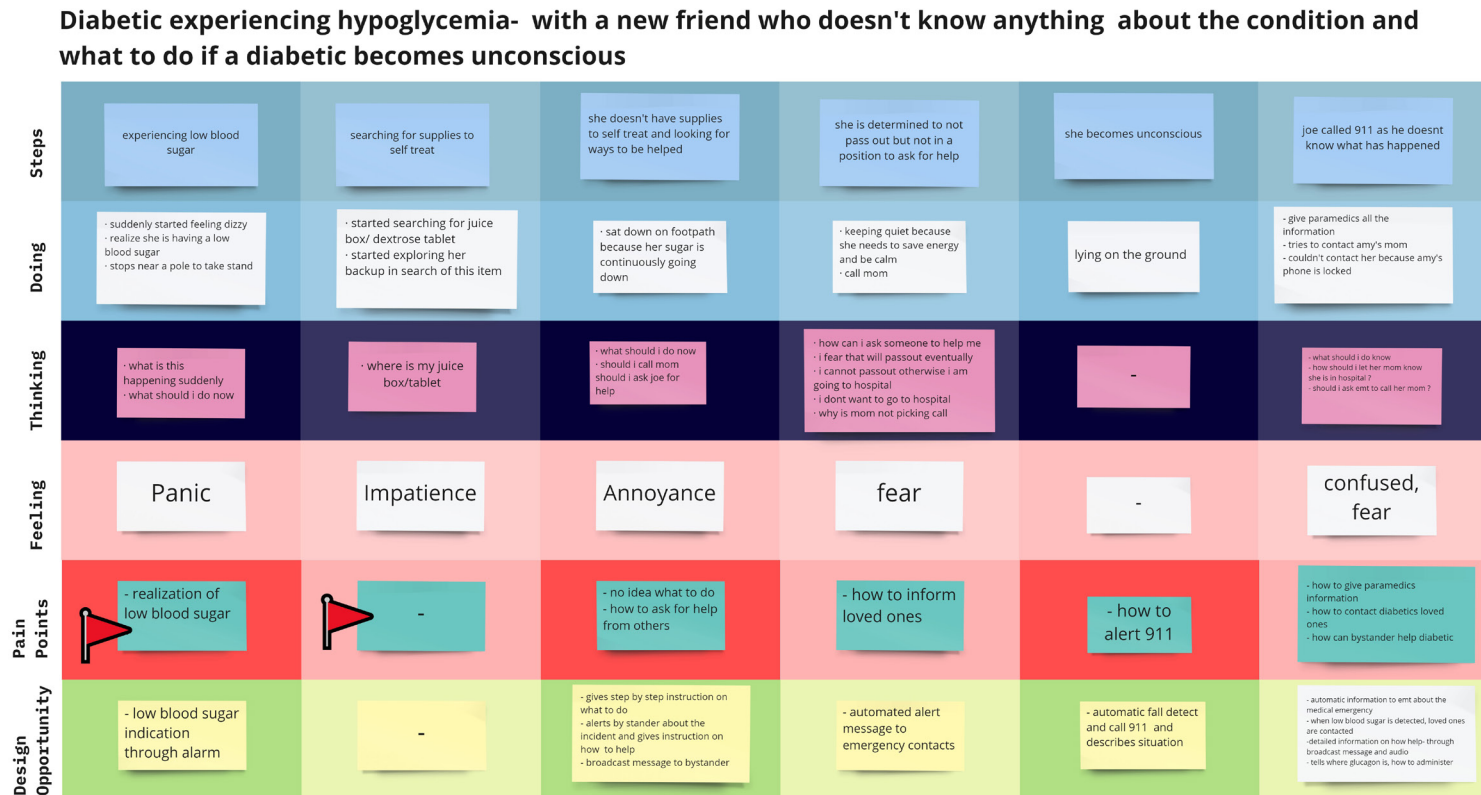 Diabetic experiencing hypoglycemia- with a new friend who doesn't know anything about the condition and
what to do if a diabetic becomes unconscious
Steps
experiencing low blood
sugar
searching for supplies to
self treat
she doesn't have supplies
to self treat and looking for
ways to be helped
she is determined to not
pass out but not in a
position to ask for help
she becomes unconscious
joe called 911 as he doesnt
know what has happened
Doing
· suddenly started feeling dizzy
· realize she is having a low
blood sugar
· stops near a pole to take stand
· started searching for juice
box/ dextrose tablet
· started exploring her
backup in search of this item
· sat down on footpath
because her sugar is
continuously going
down
· keeping quiet because
she needs to save energy
and be calm
· call mom
lying on the ground
- give paramedics all the
information
- tries to contact amy's mom
- couldn't contact her because amy's
phone is locked
Thinking
· what is this
happening suddenly
· what should i do now
· where is my juice
box/tablet
· what should i do now
· should i call mom
should i ask joe for
help
· how can i ask someone to help me
· i fear that will passout eventually
· i cannot passout otherwise i am
going to hospital
· i dont want to go to hospital
· why is mom not picking call
-
- what should i do know
- how should i let her mom know
she is in hospital ?
- should i ask emt to call her mom ?
Feeling
Panic
Impatience
Annoyance
fear
-
confused,
fear
Pain
Points
- realization of
low blood sugar
-
- no idea what to do
- how to ask for help
from others
- how to inform
loved ones
- how to
alert 911
- how to give paramedics
information
- how to contact diabetics loved
ones
- how can bystander help diabetic
Design
Opportunity
- low blood sugar
indication
through alarm
-
- gives step by step instruction on
what to do
- alerts by stander about the
incident and gives instruction on
how to help
- broadcast message to bystander
- automated alert
message to
emergency contacts
- automatic fall detect
and call 911 and
describes situation
- automatic information to emt about the
medical emergency
- when low blood sugar is detected, loved ones
are contacted
-detailed information on how help- through
broadcast message and audio
- tells where glucagon is, how to administer